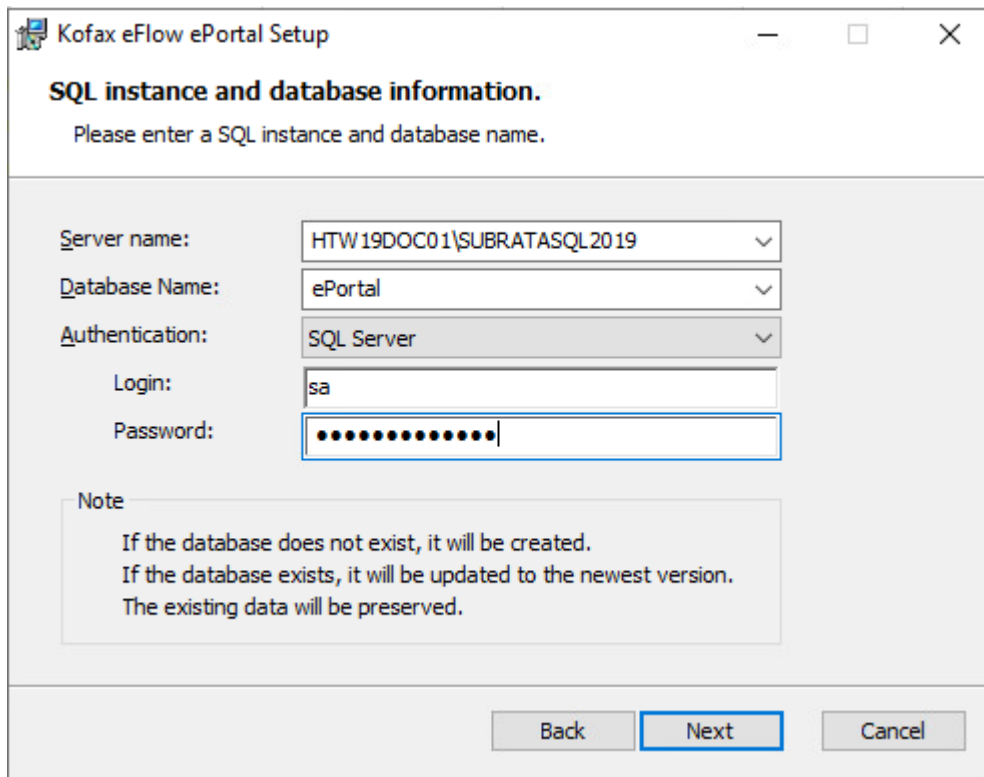 Kofax eFlow ePortal Setup
SQL instance and database information.
Please enter a SQL instance and database name.
Server name: HTW19DOC01\SUBRATASQL2019
Database Name: ePortal
Authentication: SQL Server
Login: sa
Password: •••••••••••••
Note
If the database does not exist, it will be created.
If the database exists, it will be updated to the newest version.
The existing data will be preserved.
Back Next Cancel